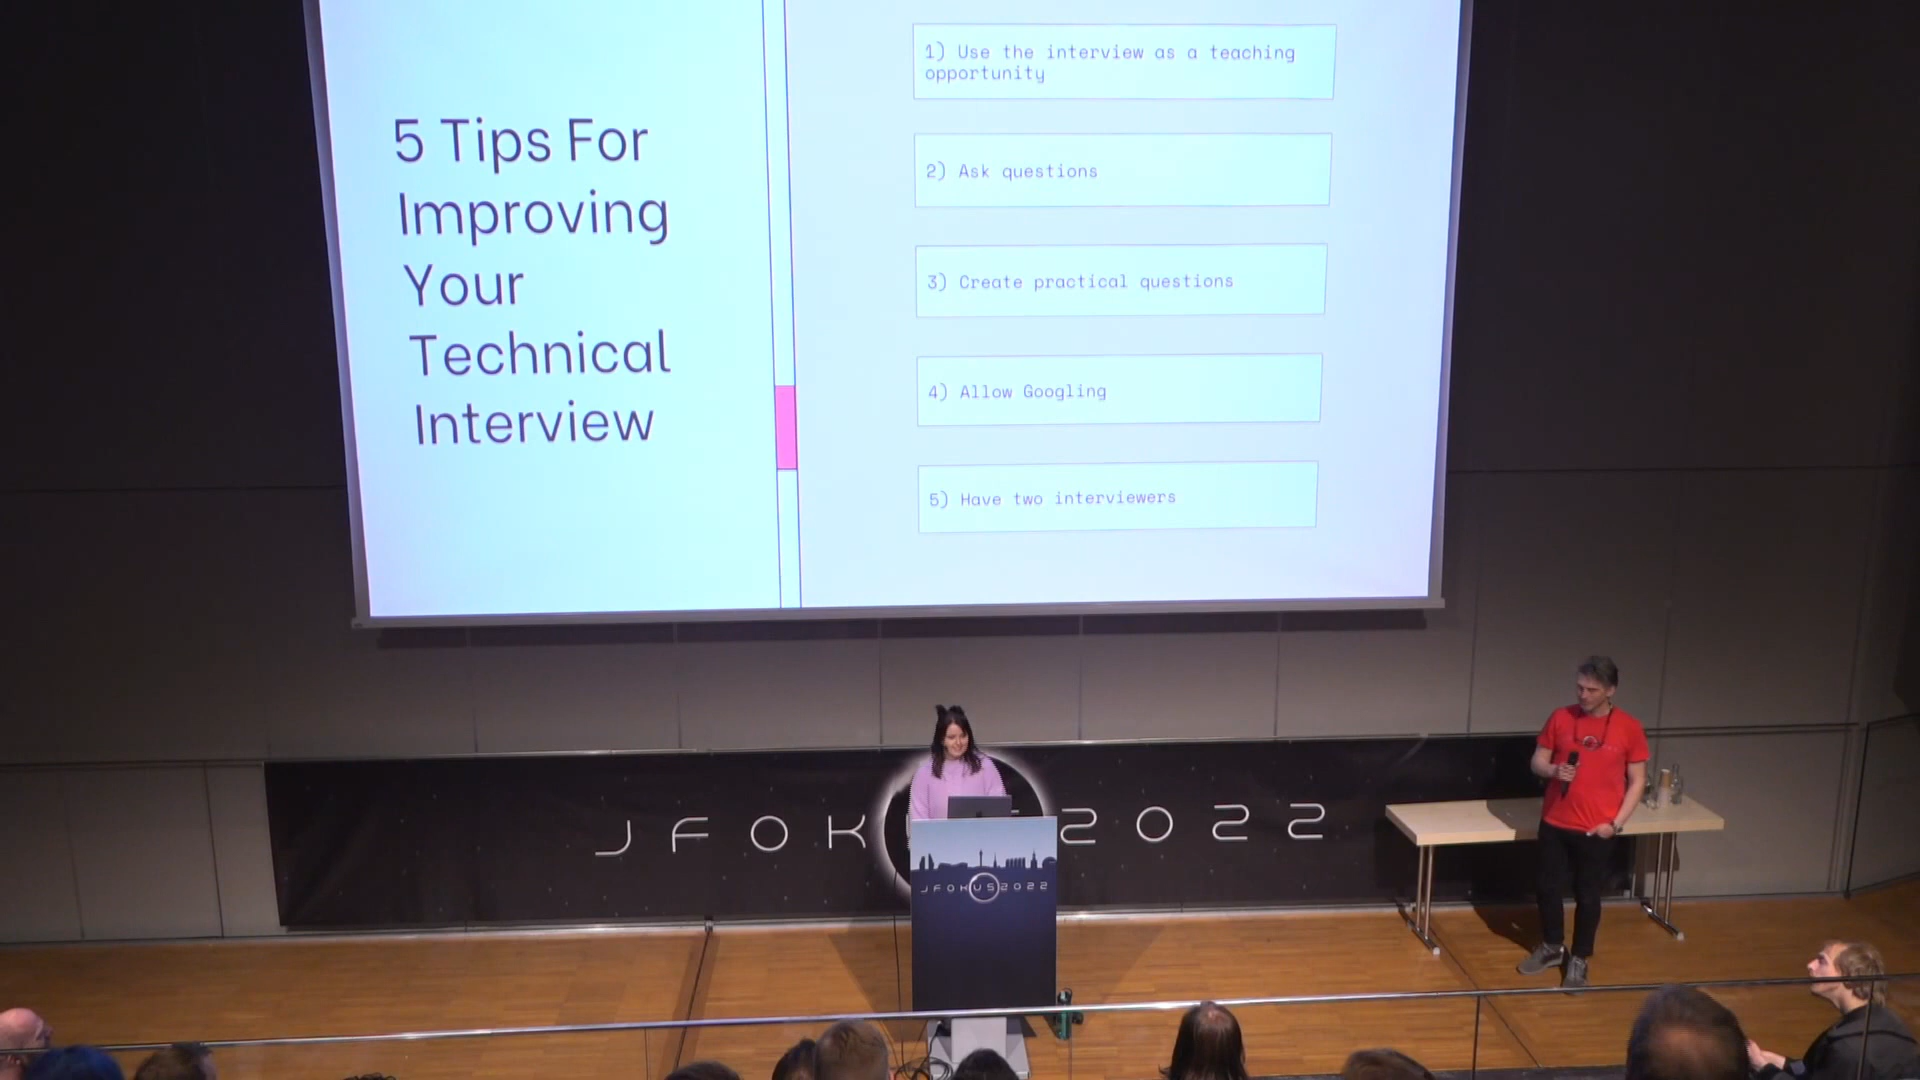 5 Tips For
Improving
Your
Technical
Interview
1) Use the interview as a teaching
opportunity
2) Ask questions
3) Create practical questions
4) Allow Googling
5) Have two interviewers
JFOK 2022
JFOKUS2022